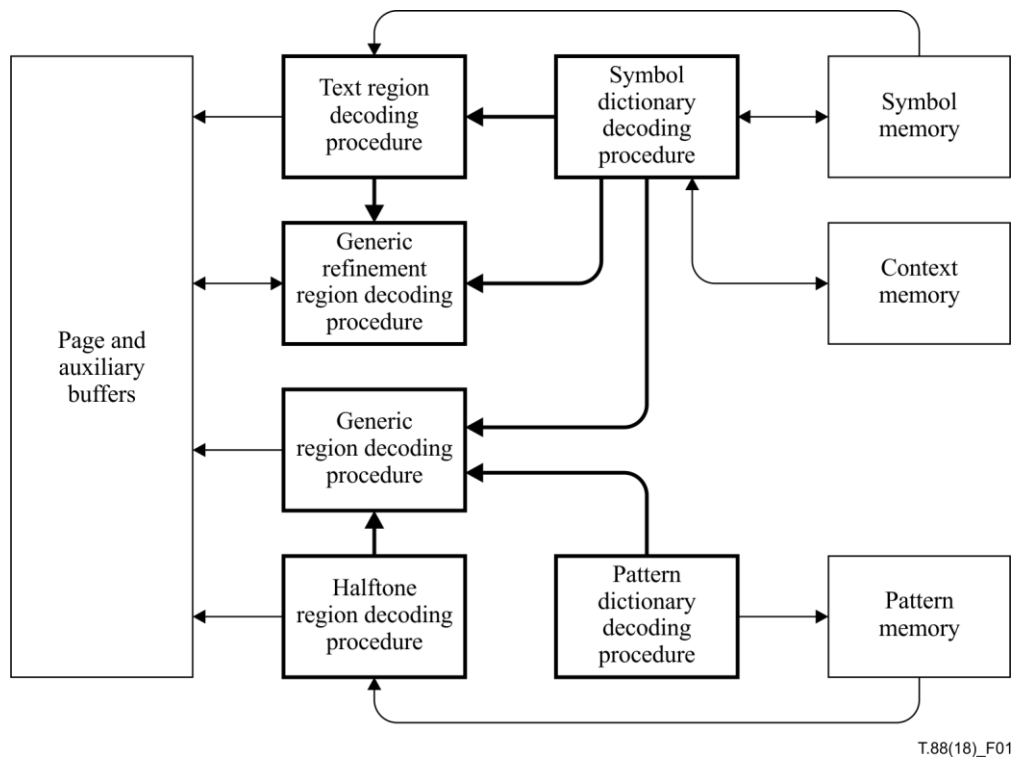 Text region
decoding
procedure
Symbol
dictionary
decoding
procedure
Symbol
memory
Generic
refinement
region decoding
procedure
Context
memory
Page and
auxiliary
buffers
Generic
region decoding
procedure
Halftone
region decoding
procedure
Pattern
dictionary
decoding
procedure
Pattern
memory
T.88(18)_F01